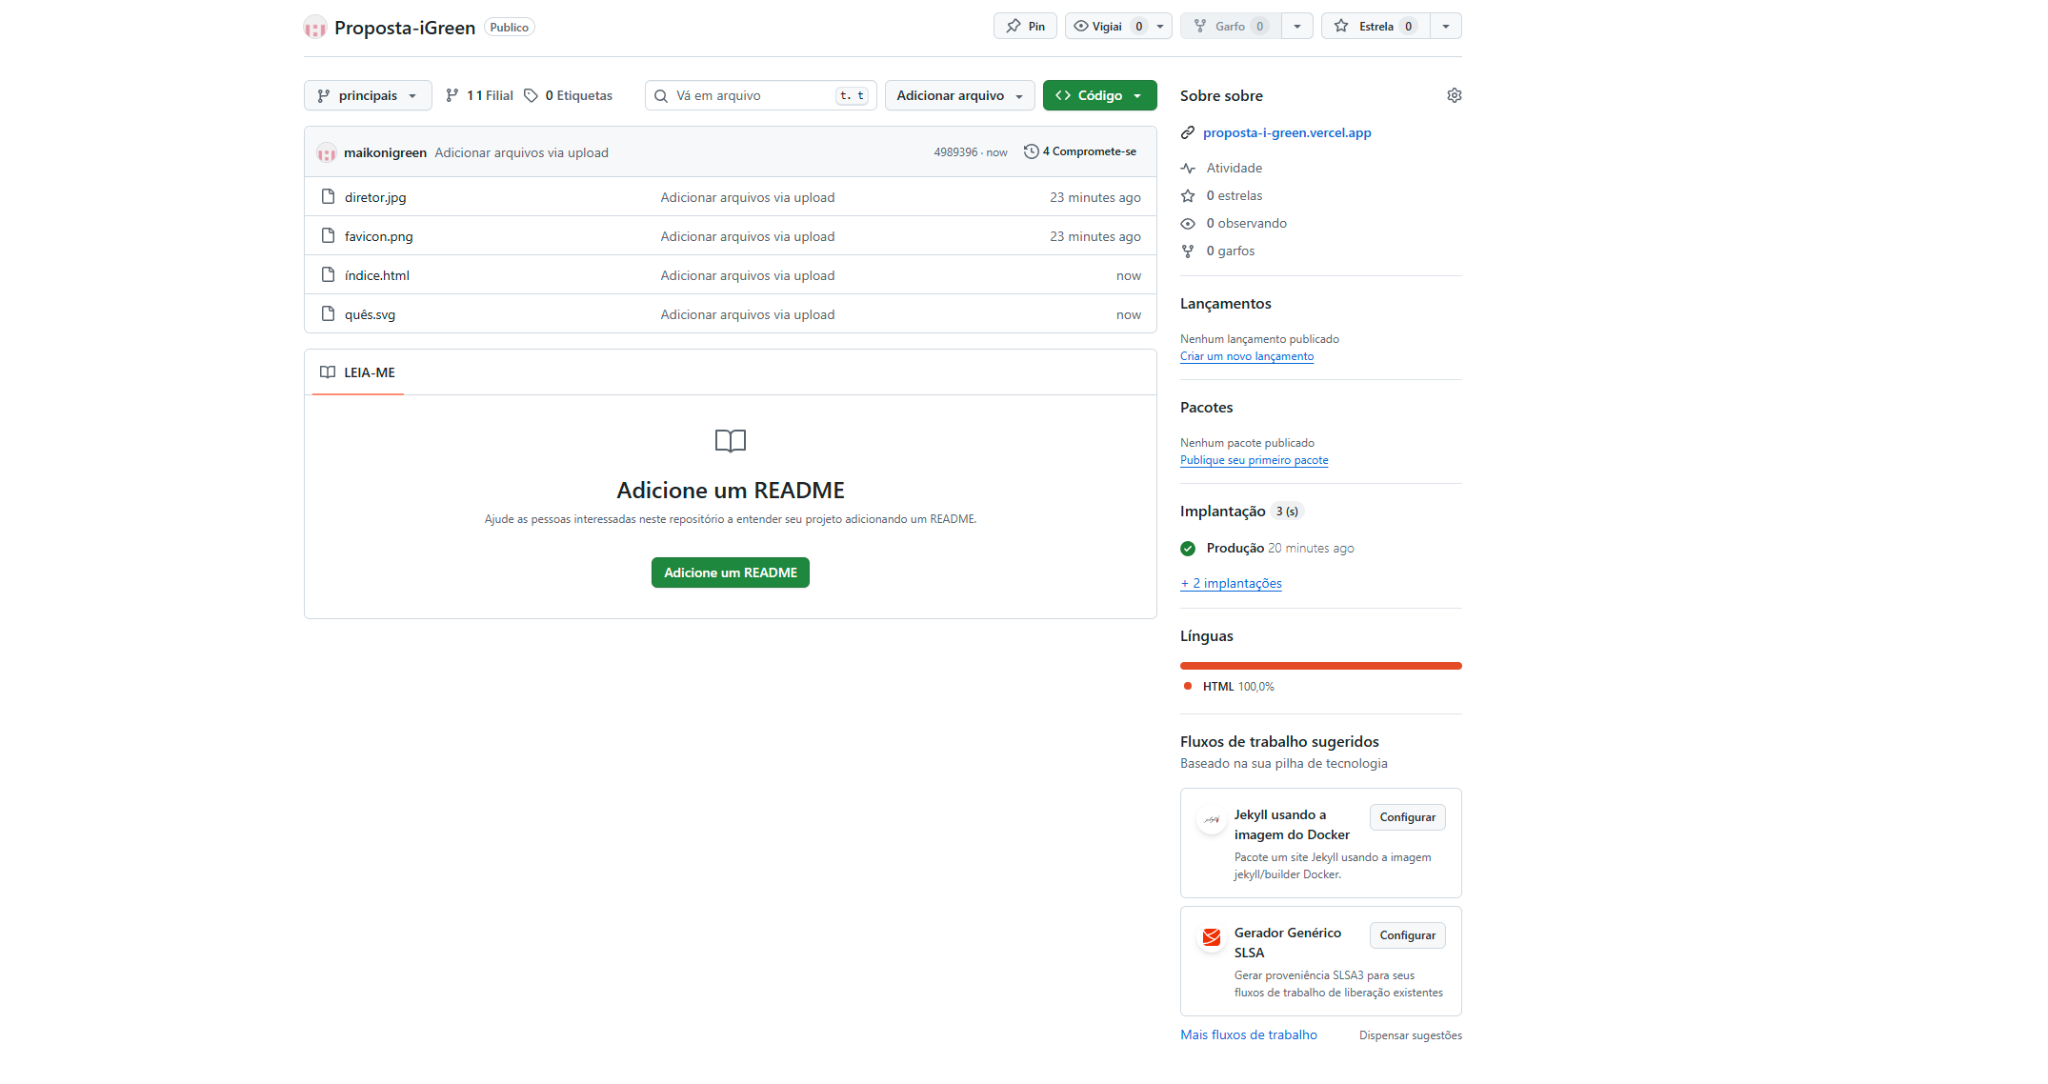 Proposta-iGreen Publico
Pin
Vigiai 0
Garfo 0
Estrela 0
principais
1 1 Filial
0 Etiquetas
Vá em arquivo t. t
Adicionar arquivo
Código
maikonigreen Adicionar arquivos via upload 4989396 · now 4 Compromete-se
diretor.jpg Adicionar arquivos via upload 23 minutes ago
favicon.png Adicionar arquivos via upload 23 minutes ago
índice.html Adicionar arquivos via upload now
quês.svg Adicionar arquivos via upload now
LEIA-ME
Adicione um README
Ajude as pessoas interessadas neste repositório a entender seu projeto adicionando um README.
Adicione um README
Sobre sobre
proposta-i-green.vercel.app
Atividade
0 estrelas
0 observando
0 garfos
Lançamentos
Nenhum lançamento publicado
Criar um novo lançamento
Pacotes
Nenhum pacote publicado
Publique seu primeiro pacote
Implantação 3 (s)
Produção 20 minutes ago
+ 2 implantações
Línguas
HTML 100,0%
Fluxos de trabalho sugeridos
Baseado na sua pilha de tecnologia
Jekyll usando a
imagem do Docker
Configurar
Pacote um site Jekyll usando a imagem
jekyll/builder Docker.
Gerador Genérico
SLSA
Configurar
Gerar proveniência SLSA3 para seus
fluxos de trabalho de liberação existentes
Mais fluxos de trabalho Dispensar sugestões